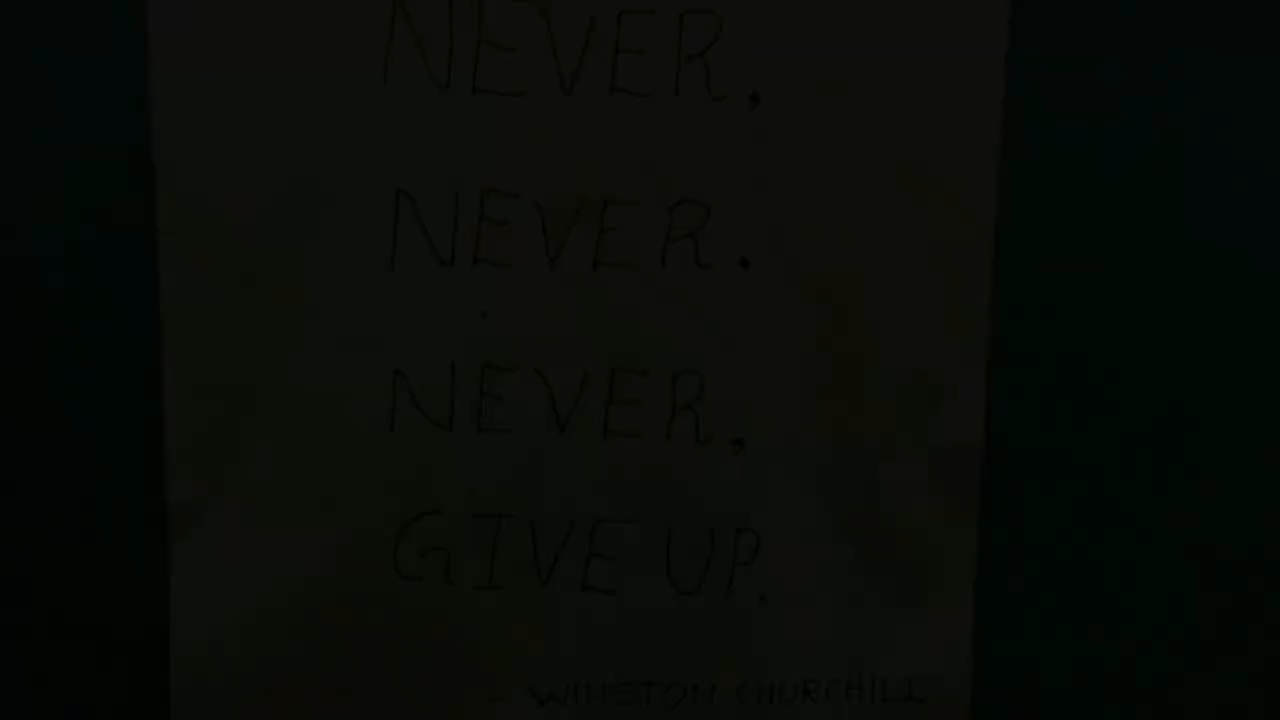 NEVER,
NEVER.
NEVER,
GIVE UP.
- WINSTON CHURCHILL